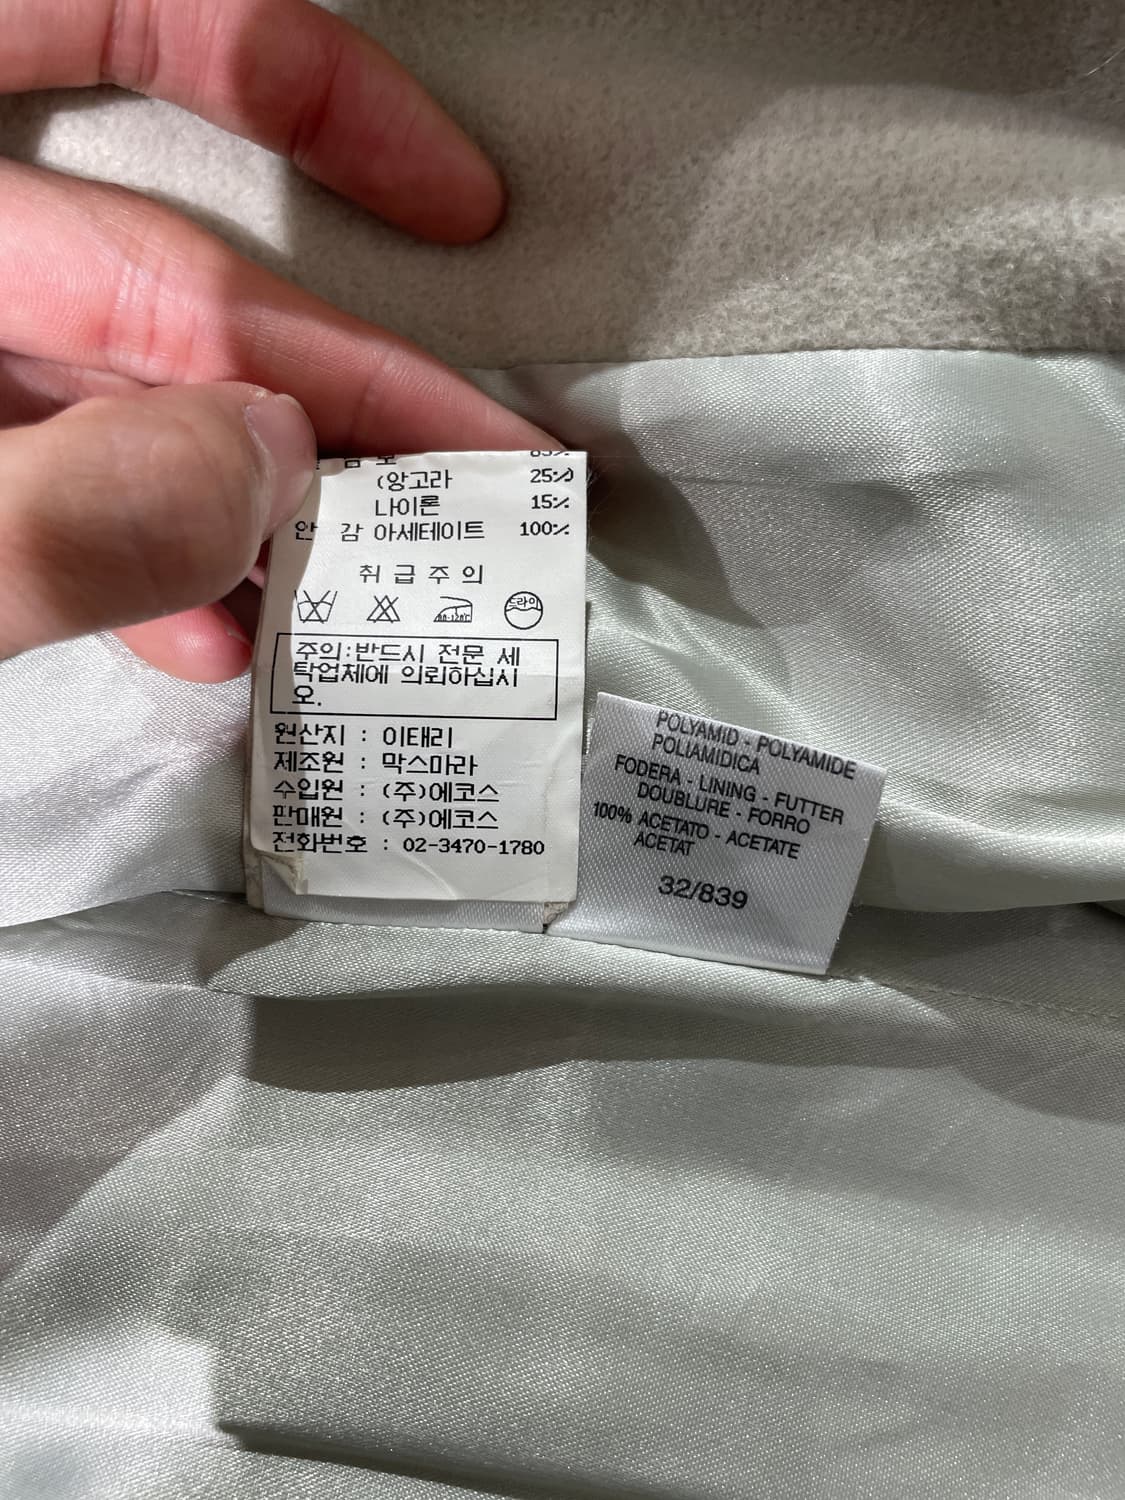 85%
(앙고라 25%)
나이론 15%
안 감 아세테이트 100%
취 급 주 의
80-120℃ 드라이
주의:반드시 전문 세
탁업체에 의뢰하십시
오.
원산지 : 이태리
제조원 : 막스마라
수입원 : (주)에코스
판매원 : (주)에코스
전화번호 : 02-3470-1780
POLYAMID - POLYAMIDE
POLIAMIDICA
FODERA - LINING - FUTTER
DOUBLURE - FORRO
100% ACETATO - ACETATE
ACETAT
32/839